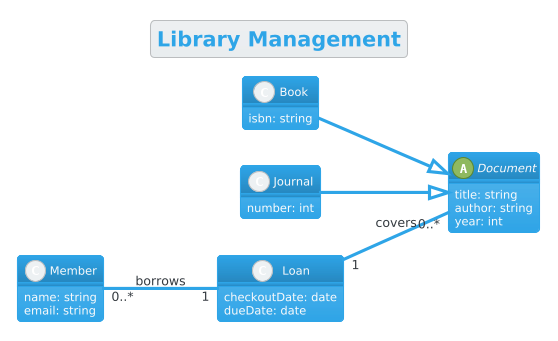 Library Management
C Book
isbn: string
A Document
title: string
author: string
year: int
C Journal
number: int
covers 0..*
1
C Member
name: string
email: string
borrows
0..* 1
C Loan
checkoutDate: date
dueDate: date